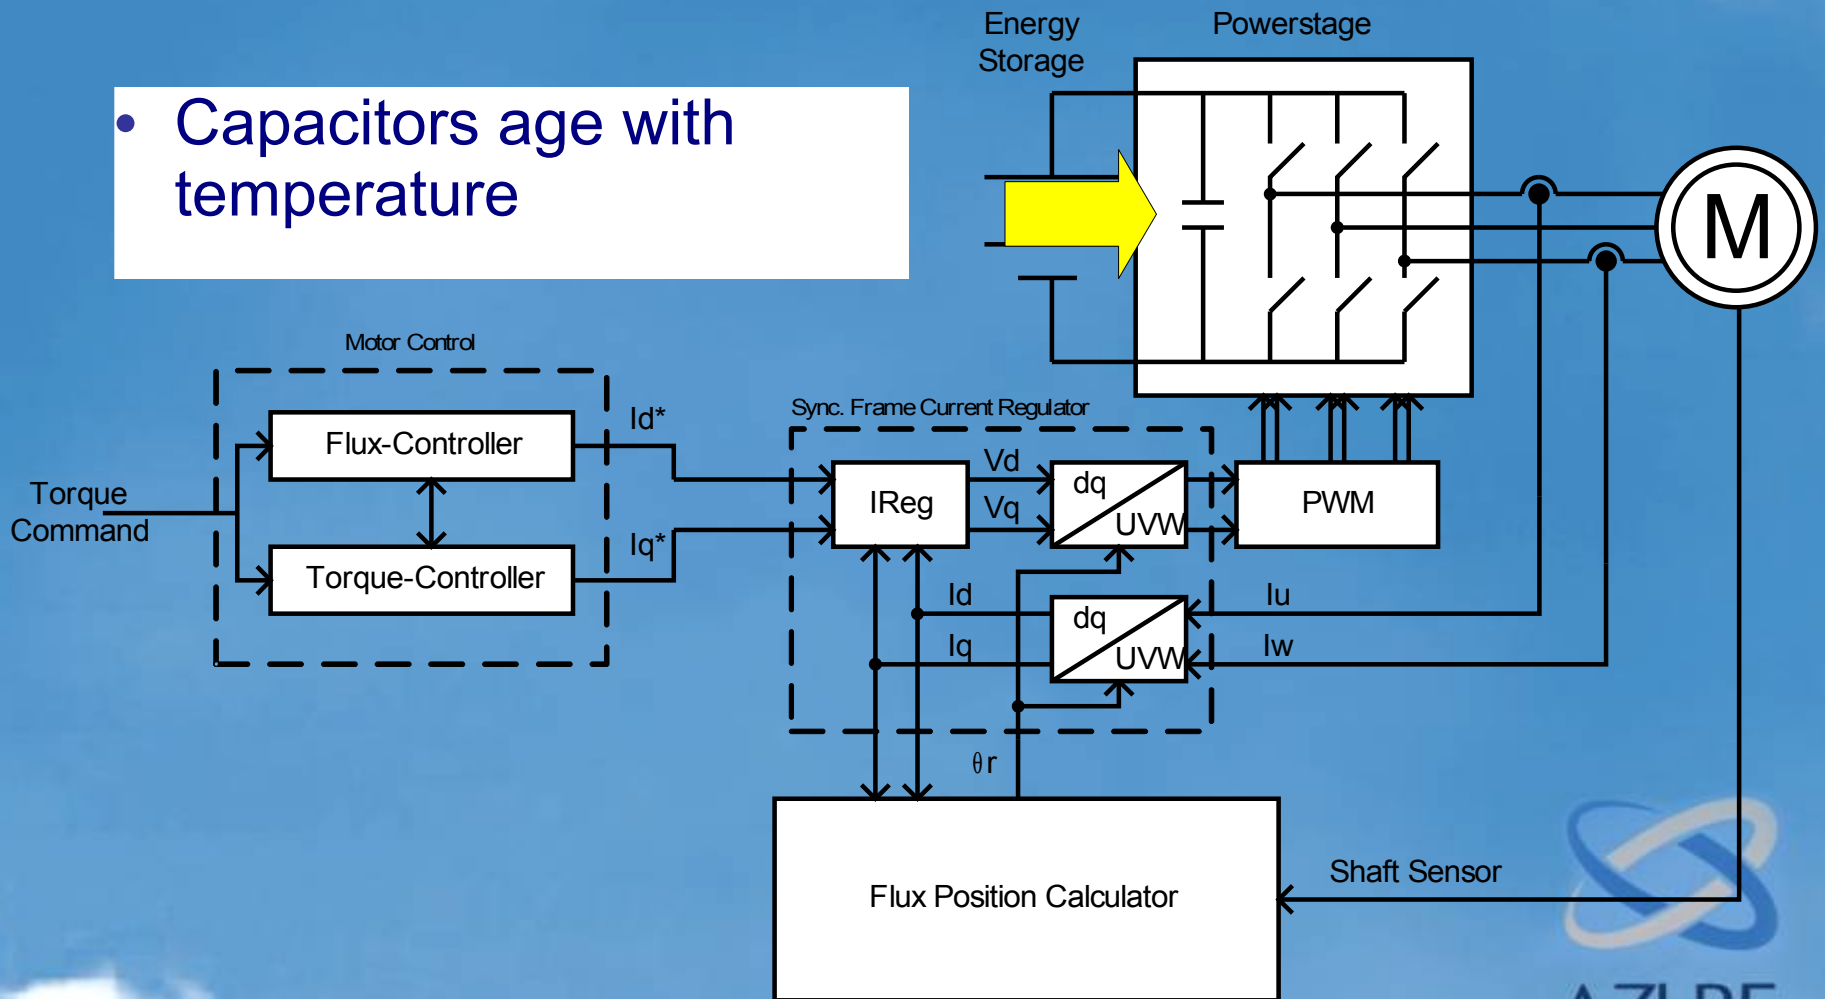 Energy
Storage
Powerstage
• Capacitors age with
temperature
M
Motor Control
Sync. Frame Current Regulator
Id*
Flux-Controller
Torque
Command
Iq*
Torque-Controller
IReg
Vd
Vq
dq
UVW
PWM
Id
Iq
dq
UVW
Iu
Iw
θr
Flux Position Calculator
Shaft Sensor